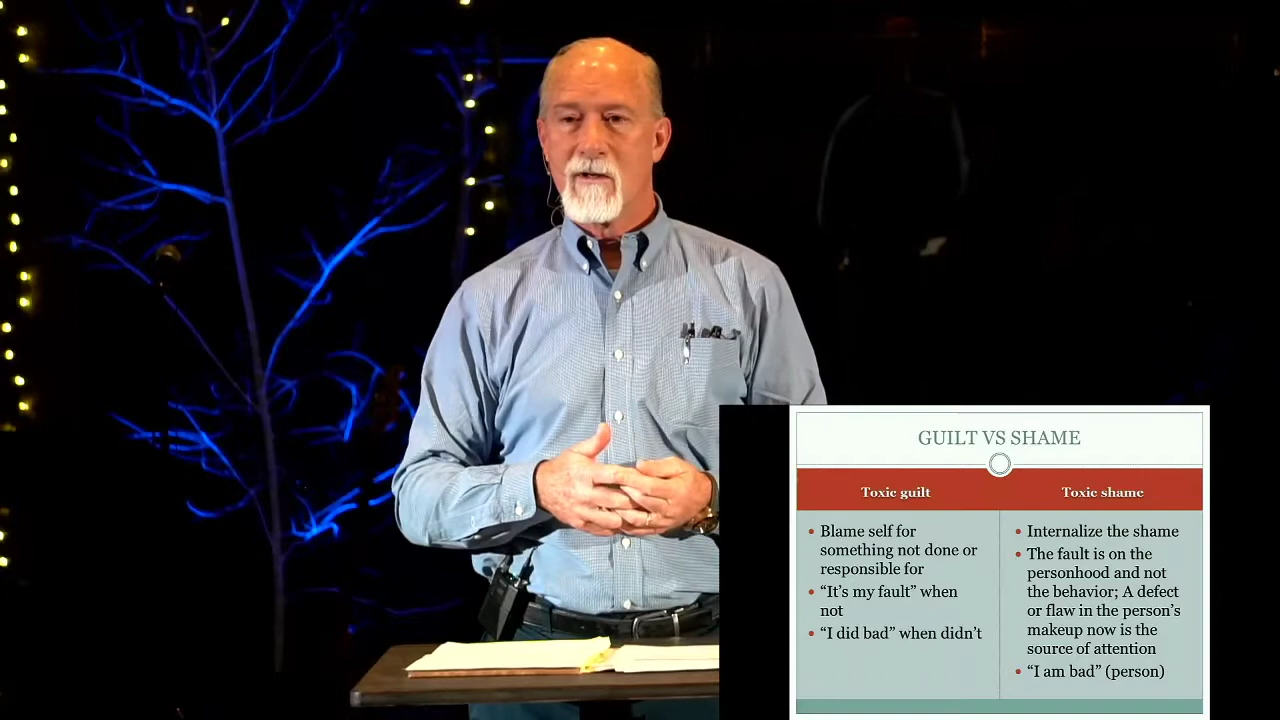 GUILT VS SHAME
Toxic guilt
Blame self for
something not done or
responsible for
“It’s my fault” when
not
“I did bad” when didn’t
Toxic shame
Internalize the shame
The fault is on the
personhood and not
the behavior; A defect
or flaw in the person’s
makeup now is the
source of attention
“I am bad” (person)